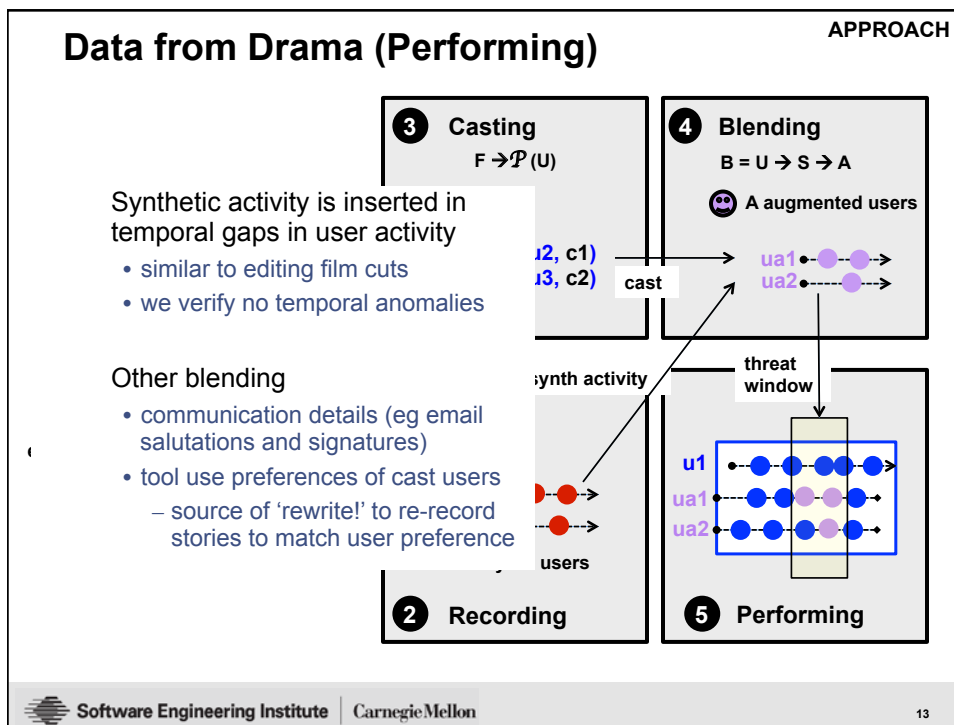 APPROACH
Data from Drama (Performing)
3 Casting
F → 𝒫 (U)
u2, c1)
u3, c2)
cast
4 Blending
B = U → S → A
A augmented users
ua1
ua2
Synthetic activity is inserted in
temporal gaps in user activity
• similar to editing film cuts
• we verify no temporal anomalies
Other blending
• communication details (eg email
salutations and signatures)
• tool use preferences of cast users
– source of ‘rewrite!’ to re-record
stories to match user preference
synth activity
users
2 Recording
threat
window
u1
ua1
ua2
5 Performing
Software Engineering Institute | Carnegie Mellon
13